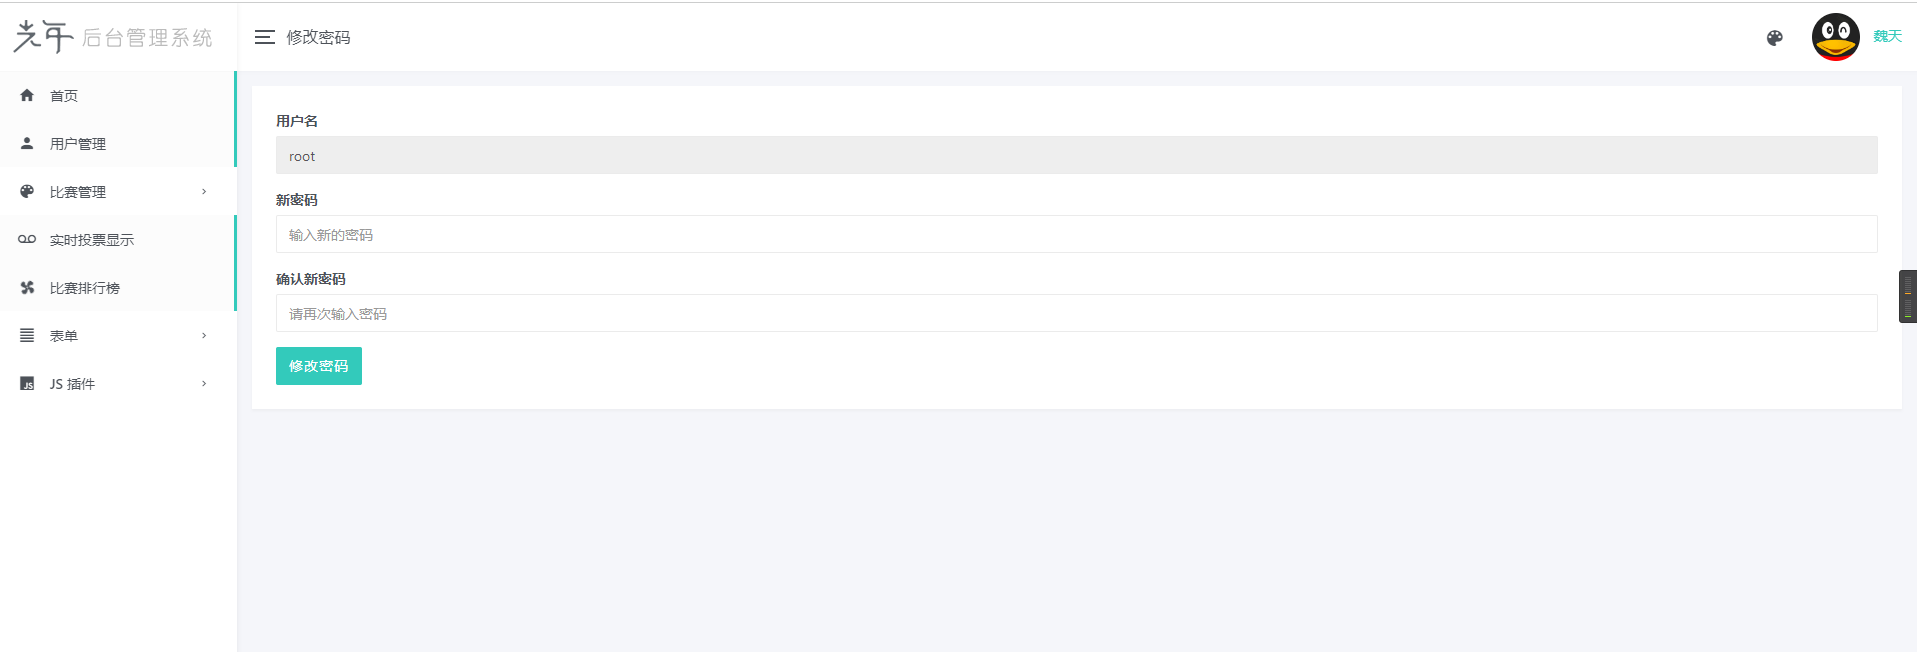 光年 后台管理系统
修改密码
魏天
首页
用户管理
比赛管理
实时投票显示
比赛排行榜
表单
JS 插件
用户名
root
新密码
输入新的密码
确认新密码
请再次输入密码
修改密码